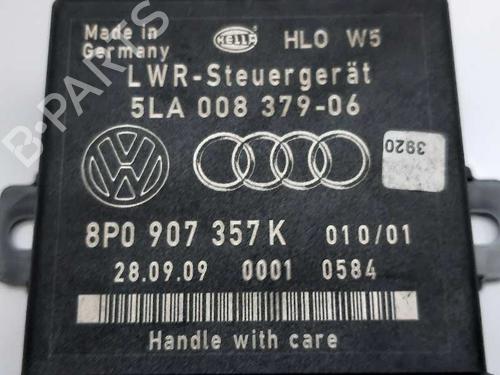 Made in
Germany
HELLA
HLO W5
LWR-Steuergerät
5LA 008 379-06
3920
8P0 907 357K 010/01
28.09.09 0001 0584
Handle with care
B-PARTS